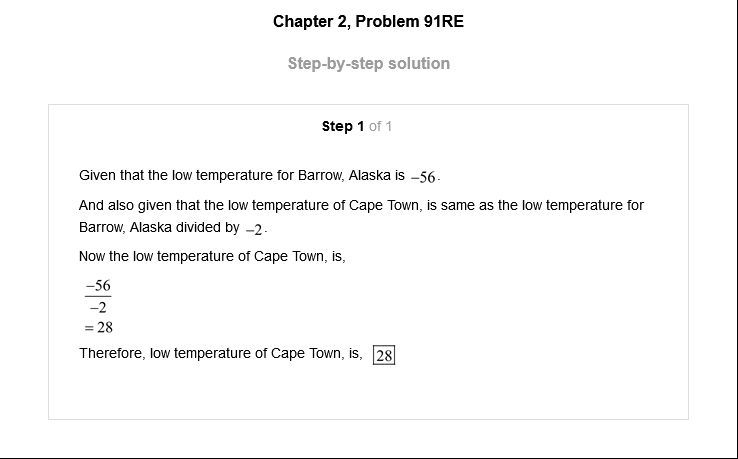 Chapter 2, Problem 91RE
Step-by-step solution
Step 1 of 1
Given that the low temperature for Barrow, Alaska is −56.
And also given that the low temperature of Cape Town, is same as the low temperature for
Barrow, Alaska divided by −2.
Now the low temperature of Cape Town, is,
−56
−2
= 28
Therefore, low temperature of Cape Town, is, 28